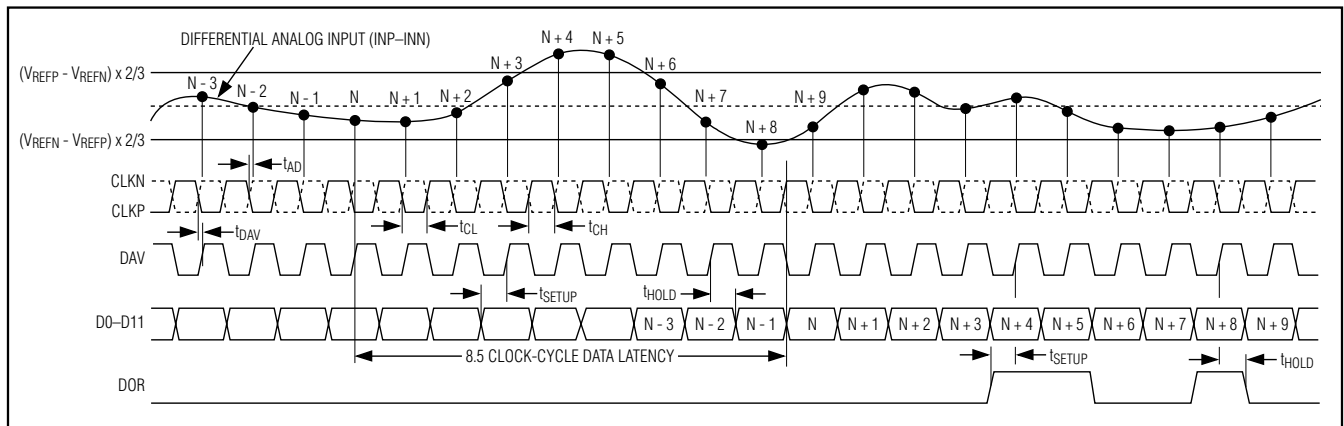 DIFFERENTIAL ANALOG INPUT (INP–INN)
N + 4
N + 5
N + 3
N + 6
(VREFP - VREFN) x 2/3
N - 3
N - 2
N - 1
N
N + 1
N + 2
N + 7
N + 9
(VREFN - VREFP) x 2/3
N + 8
tAD
CLKN
CLKP
tDAV
tCL
tCH
DAV
tSETUP
tHOLD
D0–D11
N - 3
N - 2
N - 1
N
N + 1
N + 2
N + 3
N + 4
N + 5
N + 6
N + 7
N + 8
N + 9
8.5 CLOCK-CYCLE DATA LATENCY
tSETUP
tHOLD
DOR